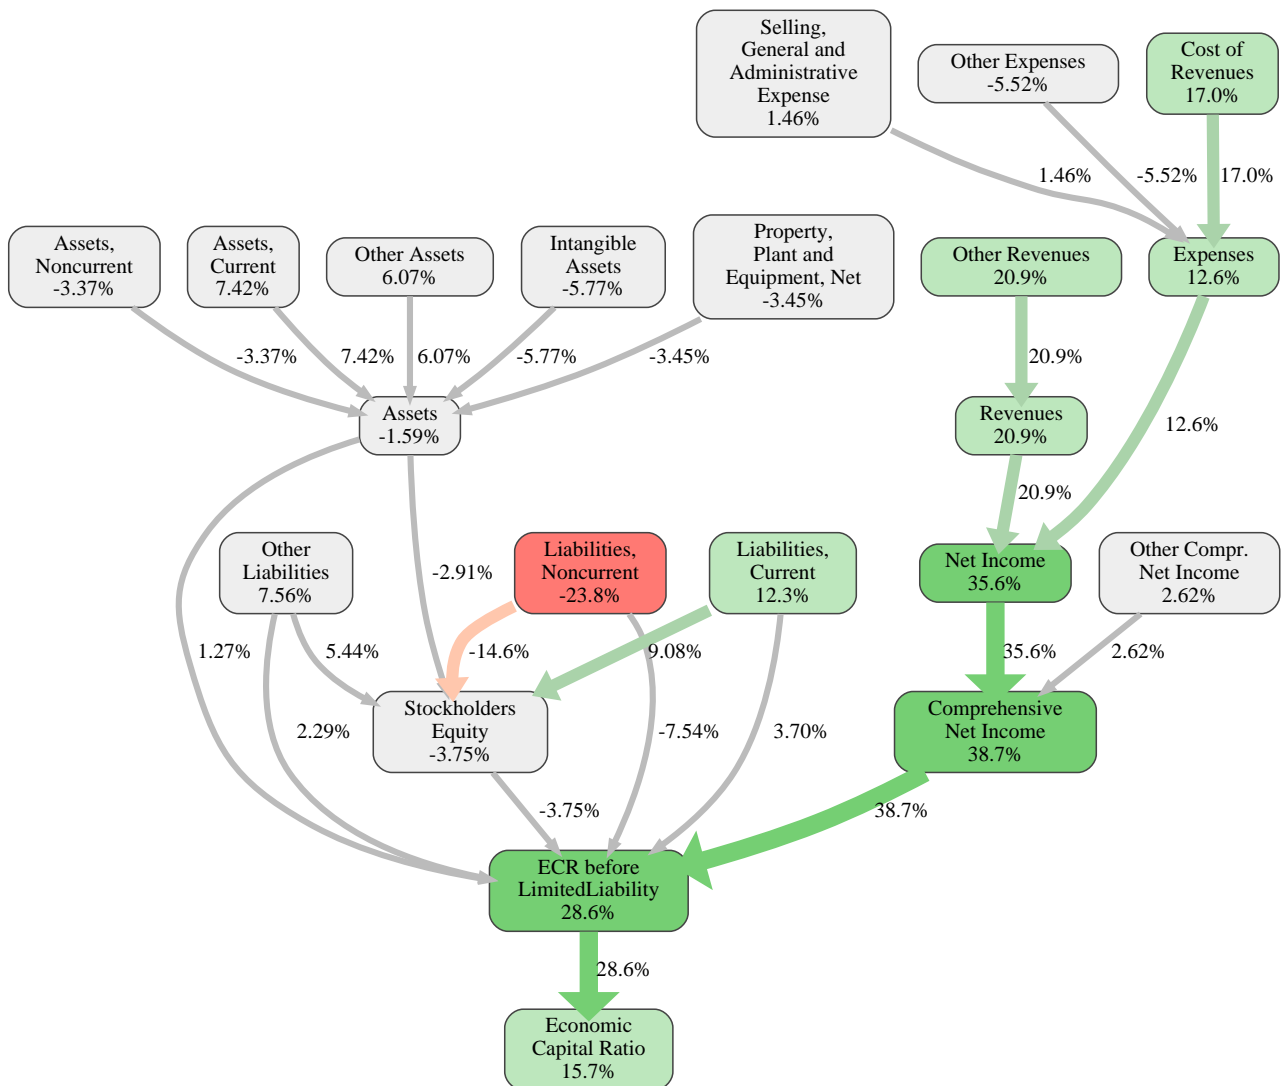 Selling,
General and
Administrative
Expense
1.46%
Other Expenses
-5.52%
Cost of
Revenues
17.0%
1.46%
-5.52%
17.0%
Assets,
Noncurrent
-3.37%
Assets,
Current
7.42%
Other Assets
6.07%
Intangible
Assets
-5.77%
Property,
Plant and
Equipment, Net
-3.45%
Other Revenues
20.9%
Expenses
12.6%
-3.37%
7.42%
6.07%
-5.77%
-3.45%
20.9%
12.6%
Assets
-1.59%
Revenues
20.9%
20.9%
Other
Liabilities
7.56%
-2.91%
Liabilities,
Noncurrent
-23.8%
Liabilities,
Current
12.3%
Net Income
35.6%
Other Compr.
Net Income
2.62%
1.27%
5.44%
-14.6%
9.08%
35.6%
2.62%
2.29%
Stockholders
Equity
-3.75%
-7.54%
3.70%
Comprehensive
Net Income
38.7%
-3.75%
38.7%
ECR before
LimitedLiability
28.6%
28.6%
Economic
Capital Ratio
15.7%